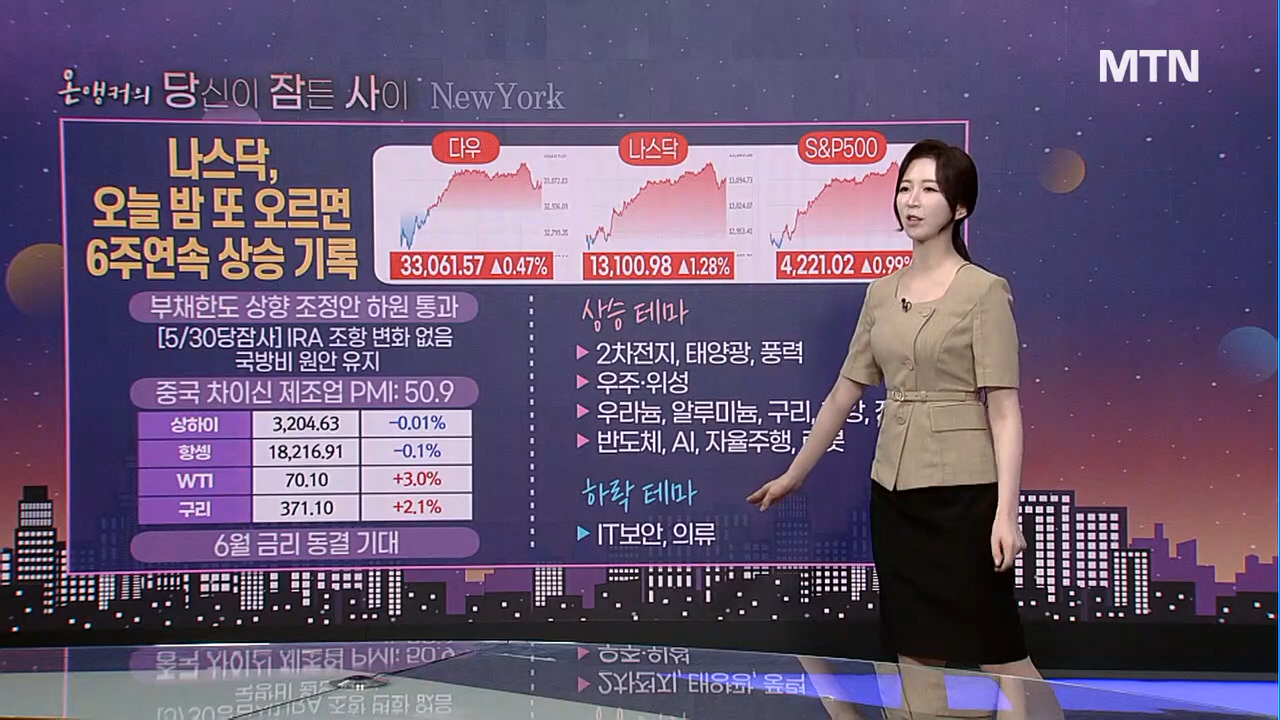 온앵커의 당신이 잠든 사이 New York
MTN
나스닥,
오늘 밤 또 오르면
6주연속 상승 기록
다우
33,061.57 ▲0.47%
나스닥
13,100.98 ▲1.28%
S&P500
4,221.02 ▲0.99%
부채한도 상향 조정안 하원 통과
[5/30당잠사] IRA 조항 변화 없음
국방비 원안 유지
중국 차이신 제조업 PMI: 50.9
상하이 3,204.63 -0.01%
항셍 18,216.91 -0.1%
WTI 70.10 +3.0%
구리 371.10 +2.1%
6월 금리 동결 기대
상승 테마
▶ 2차전지, 태양광, 풍력
▶ 우주·위성
▶ 우라늄, 알루미늄, 구리,
▶ 반도체, AI, 자율주행,
하락 테마
▶ IT보안, 의류